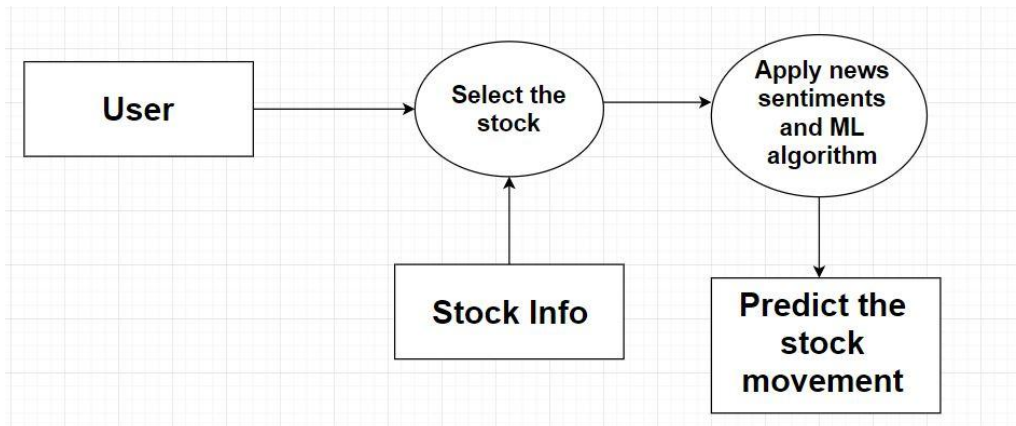 User
Select the
stock
Apply news
sentiments
and ML
algorithm
Stock Info
Predict the
stock
movement